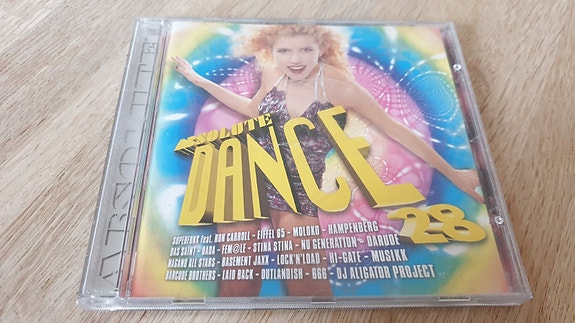 ABSOLUTE
ABSOLUTE
DANCE
28
SUPERFUNK feat. RON CARROLL - EIFFEL 65 - MOLOKO - HAMPENBERG
DAS SAINT - DADA - FEM@LE - STINA STINA - NU GENERATION - DARUDE
NAGANO ALL STARS - BASEMENT JAXX - LOCK'N'LOAD - HI-GATE - MUSIKK
BARCODE BROTHERS - LAID BACK - OUTLANDISH - 666 - DJ ALIGATOR PROJECT